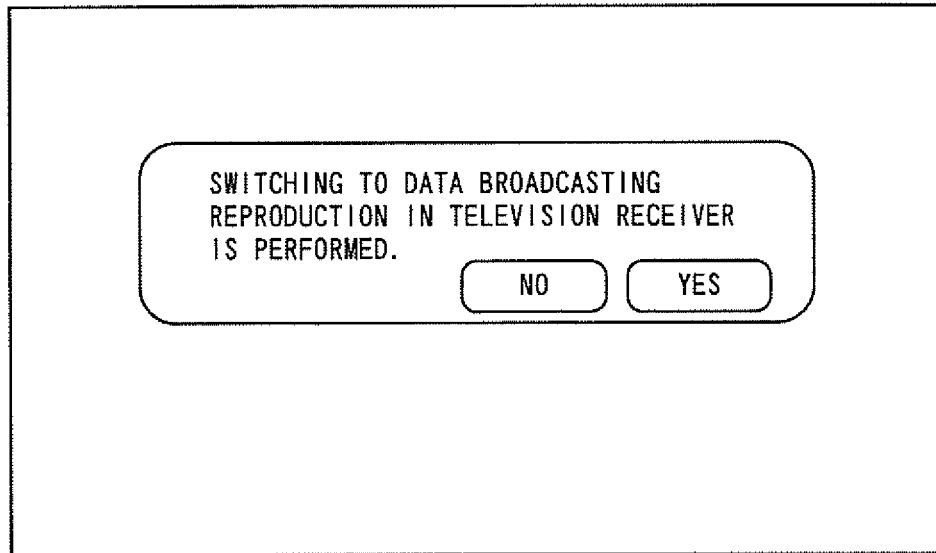 SWITCHING TO DATA BROADCASTING
REPRODUCTION IN TELEVISION RECEIVER
IS PERFORMED.
NO YES